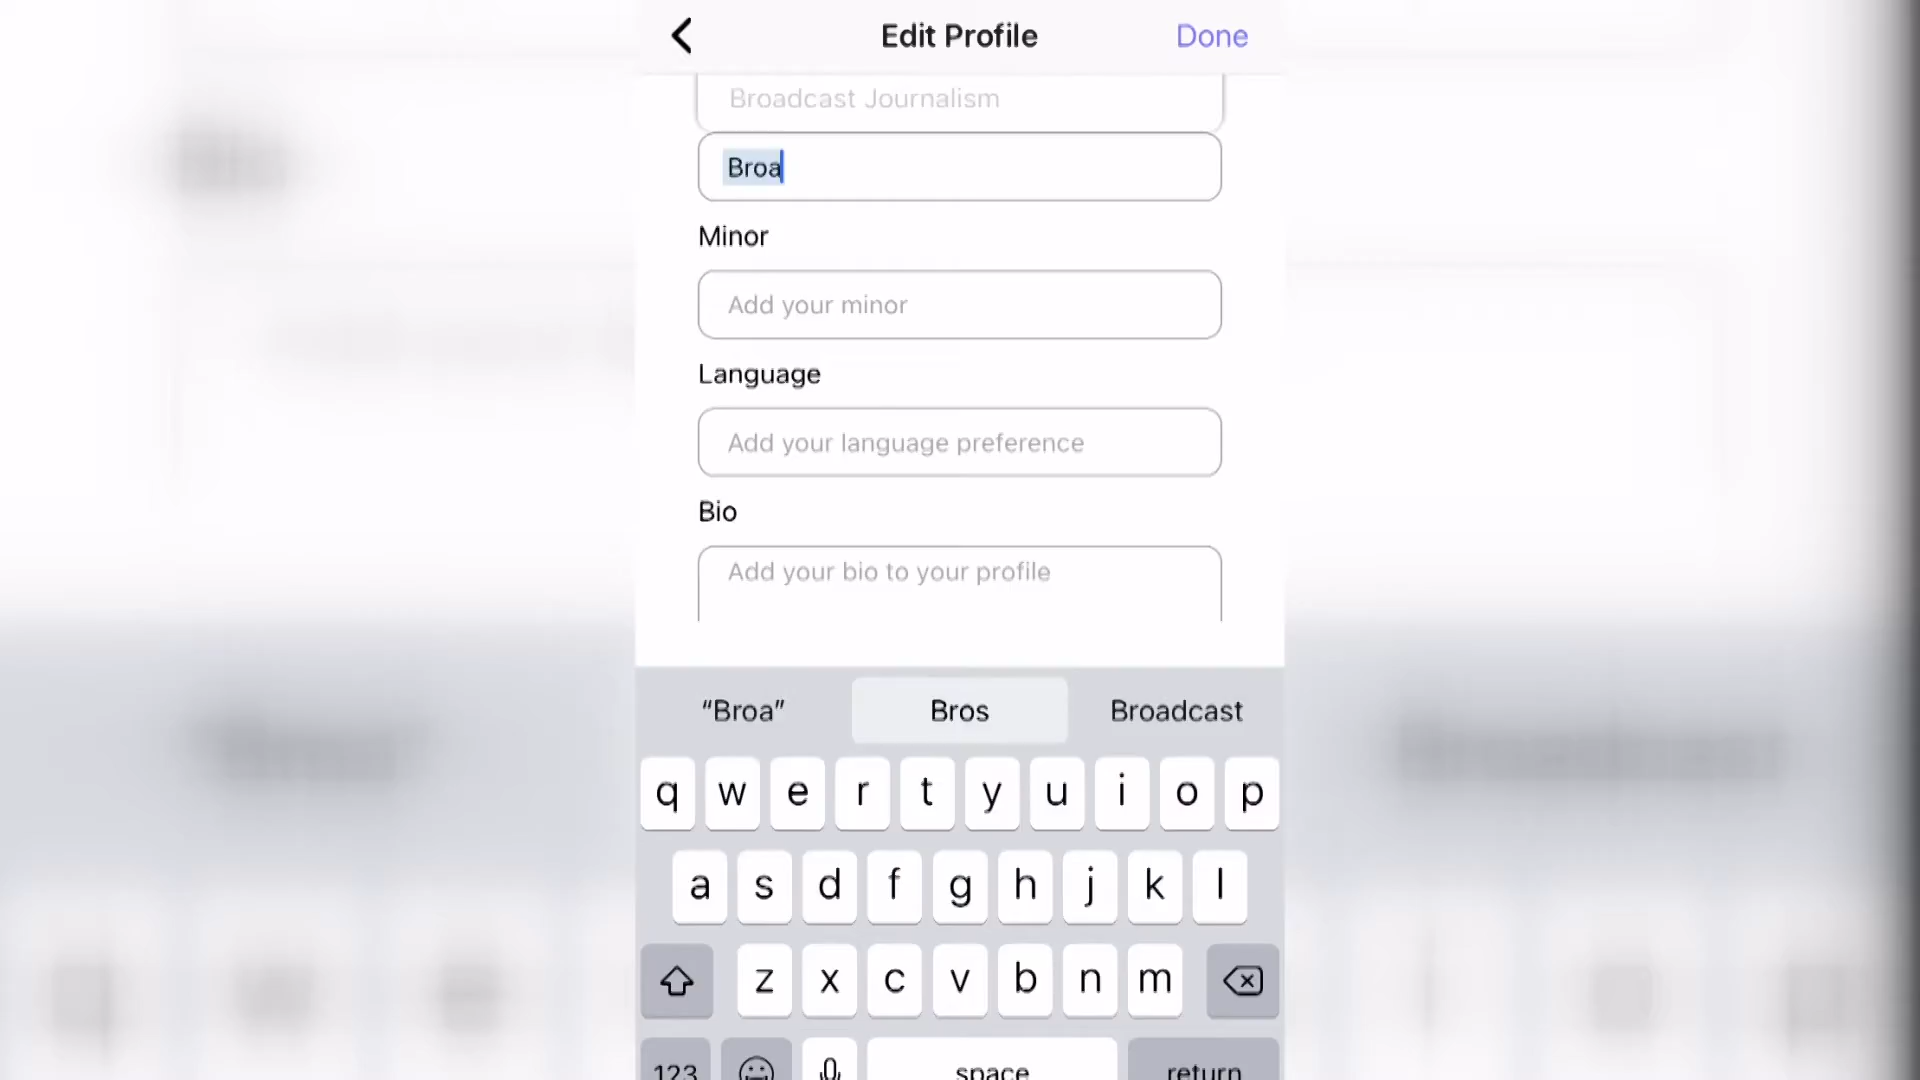 Edit Profile
Done
Broadcast Journalism
Broa
Minor
Add your minor
Language
Add your language preference
Bio
Add your bio to your profile
“Broa” Bros Broadcast
q w e r t y u i o p
a s d f g h j k l
z x c v b n m
123 space return